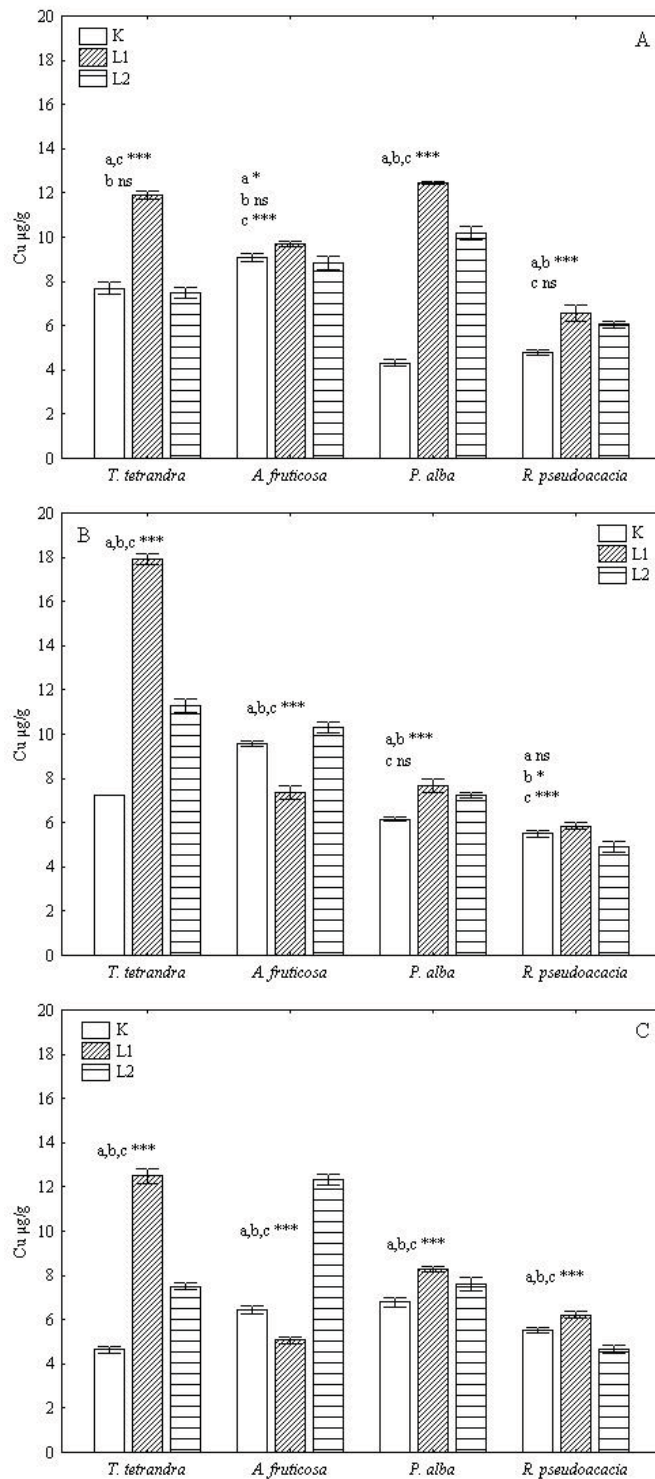 20
18
16
14
12
10
8
6
4
2
0
Cu µg/g
K
L1
L2
A
a,c ***
b ns
a *
b ns
c ***
a,b,c ***
a,b ***
c ns
T. tetrandra A. fruticosa P. alba R. pseudoacacia
20
18
16
14
12
10
8
6
4
2
0
Cu µg/g
B
K
L1
L2
a,b,c ***
a,b,c ***
a,b ***
c ns
a ns
b *
c ***
T. tetrandra A. fruticosa P. alba R. pseudoacacia
20
18
16
14
12
10
8
6
4
2
0
Cu µg/g
K
L1
L2
C
a,b,c ***
a,b,c ***
a,b,c ***
a,b,c ***
T. tetrandra A. fruticosa P. alba R. pseudoacacia